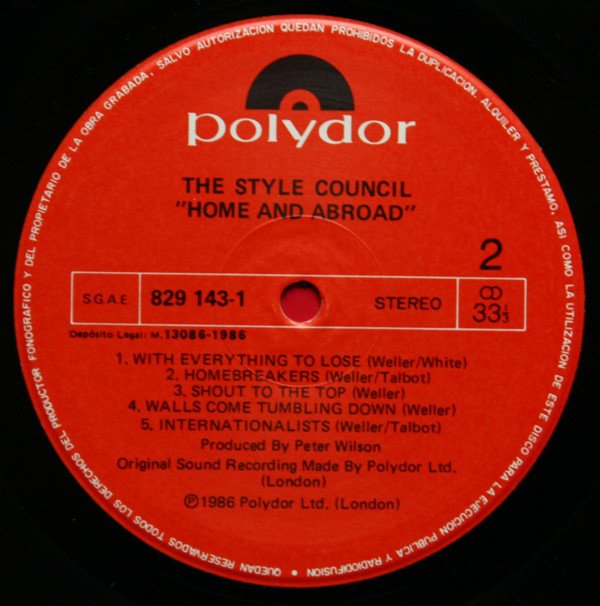 QUEDAN RESERVADOS TODOS LOS DERECHOS DEL PRODUCTOR FONOGRAFICO Y DEL PROPIETARIO DE LA OBRA GRABADA, SALVO AUTORIZACION QUEDAN PROHIBIDOS LA DUPLICACION, ALQUILER Y PRESTAMO, ASI COMO LA UTILIZACION DE ESTE DISCO PARA LA EJECUCION PUBLICA Y RADIODIFUSION •
polydor
THE STYLE COUNCIL
"HOME AND ABROAD"
2
S.G.A.E. 829 143-1 STEREO 33⅓
Depósito Legal: M.13086-1986
1. WITH EVERYTHING TO LOSE (Weller/White)
2. HOMEBREAKERS (Weller/Talbot)
3. SHOUT TO THE TOP (Weller)
4. WALLS COME TUMBLING DOWN (Weller)
5. INTERNATIONALISTS (Weller/Talbot)
Produced By Peter Wilson
Original Sound Recording Made By Polydor Ltd.
(London)
℗1986 Polydor Ltd. (London)